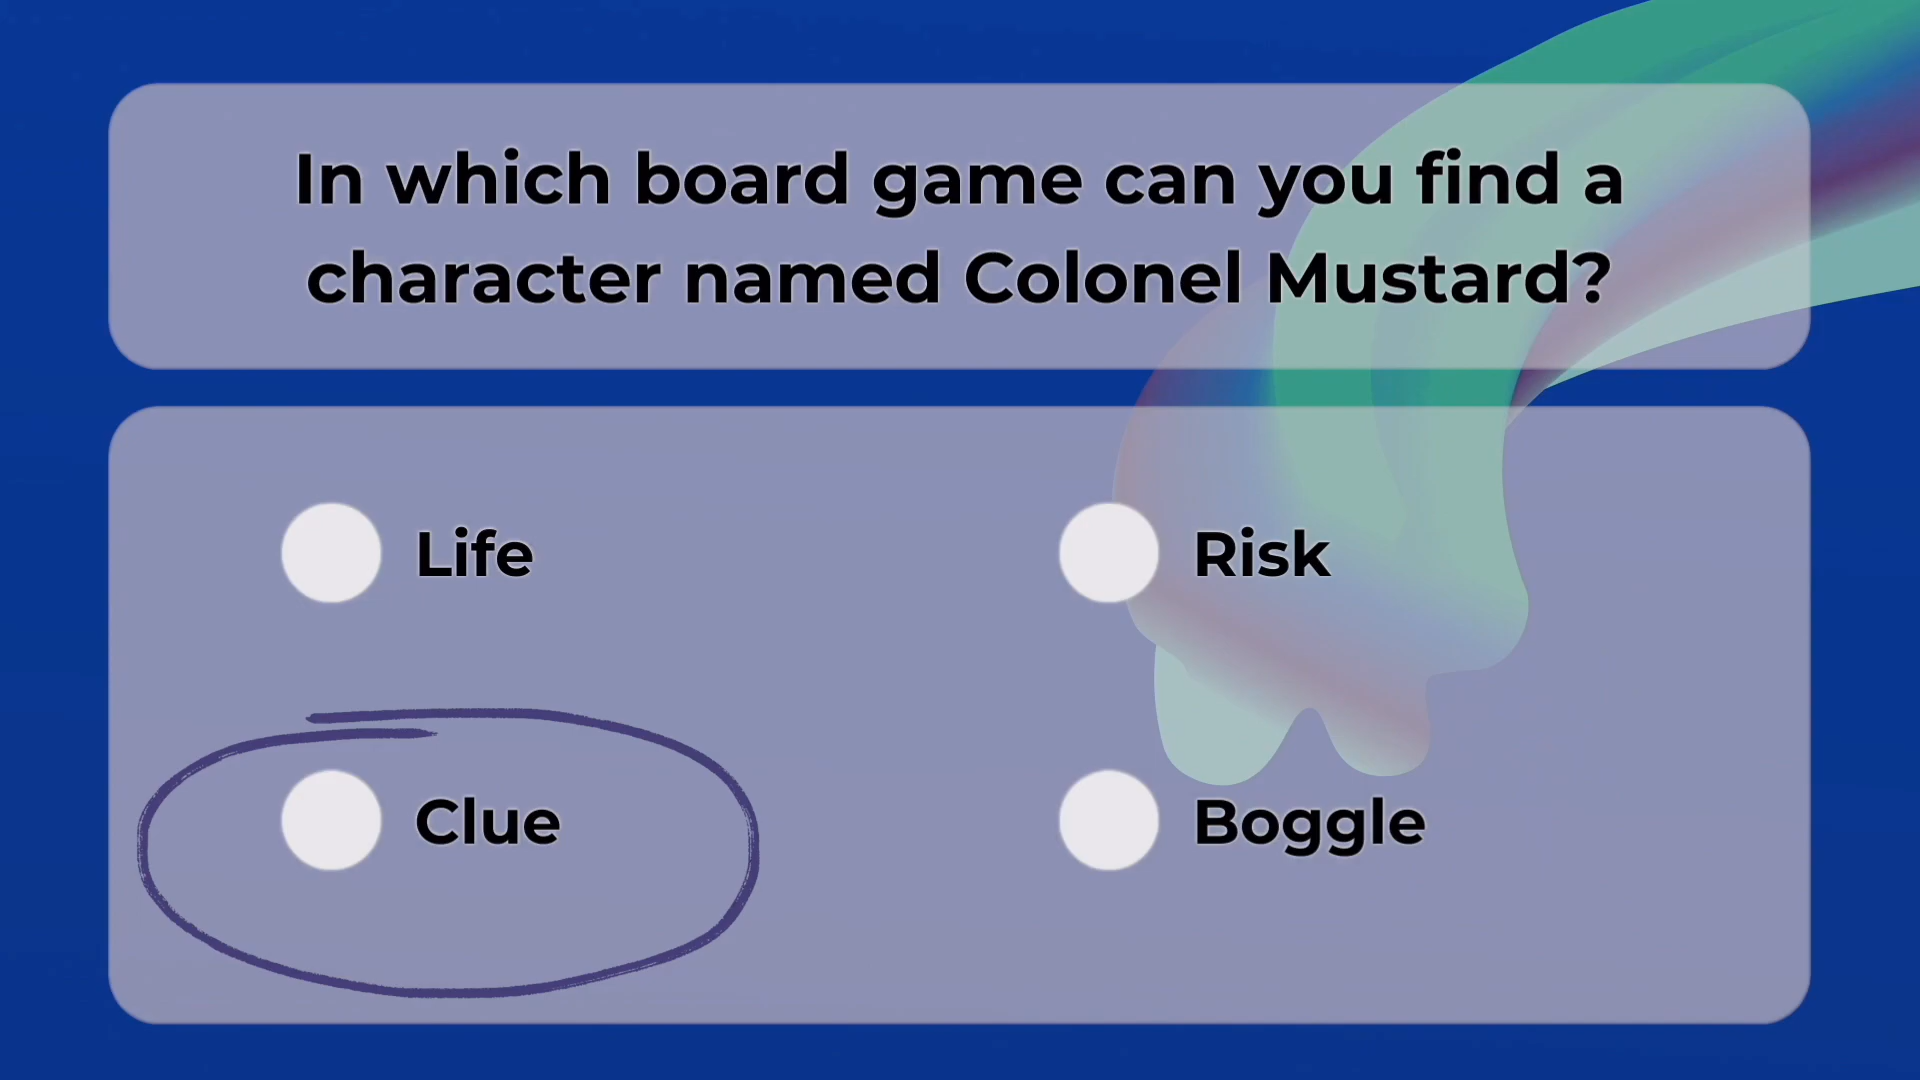 In which board game can you find a
character named Colonel Mustard?
Life
Risk
Clue
Boggle